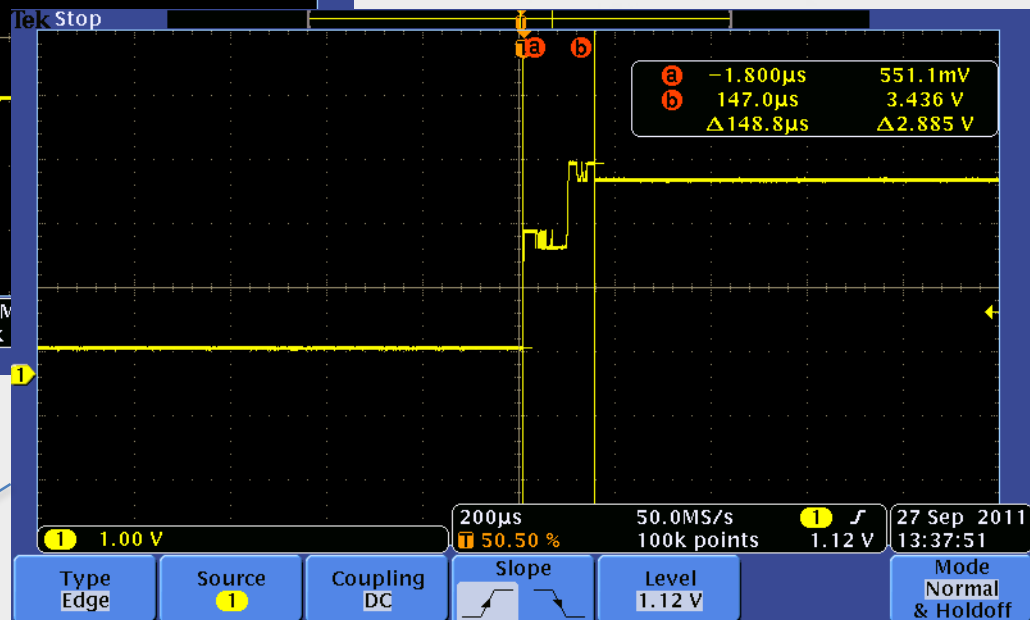 Tek Stop
T
T a b
a -1.800µs 551.1mV
b 147.0µs 3.436 V
Δ148.8µs Δ2.885 V
1
1 1.00 V
200µs 50.0MS/s 1 ƒ
T 50.50 % 100k points 1.12 V
27 Sep 2011
13:37:51
Type
Edge
Source
1
Coupling
DC
Slope
Level
1.12 V
Mode
Normal
& Holdoff